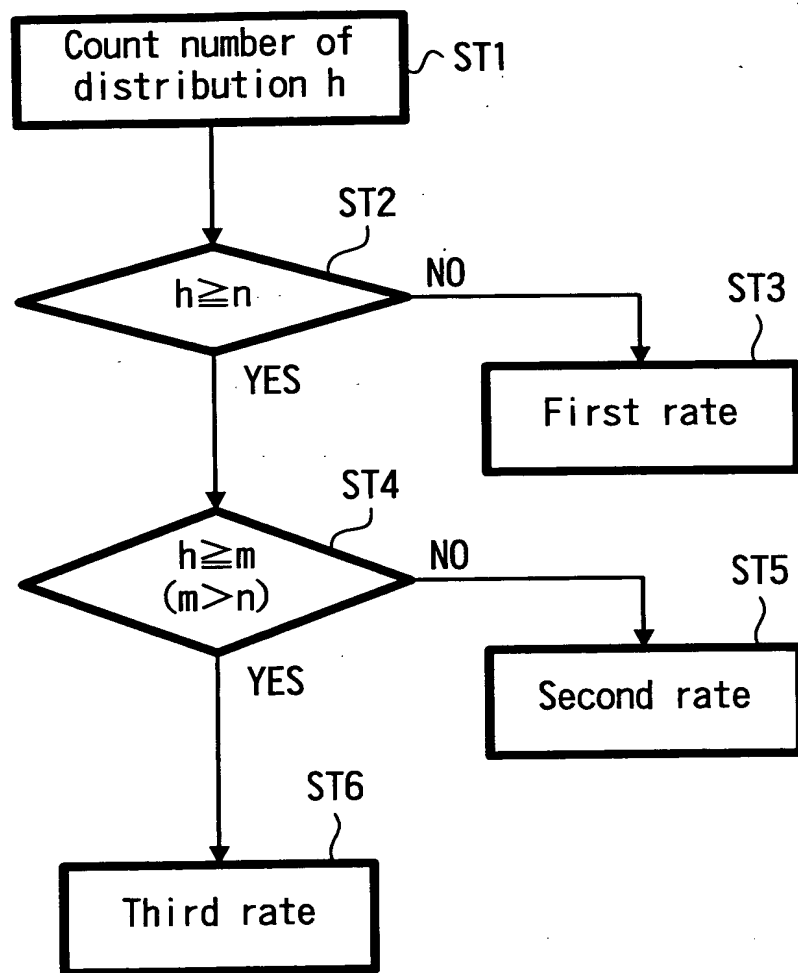 Count number of
distribution h
ST1
ST2
h≧n
NO
YES
ST3
First rate
ST4
h≧m
(m>n)
NO
YES
ST5
Second rate
ST6
Third rate